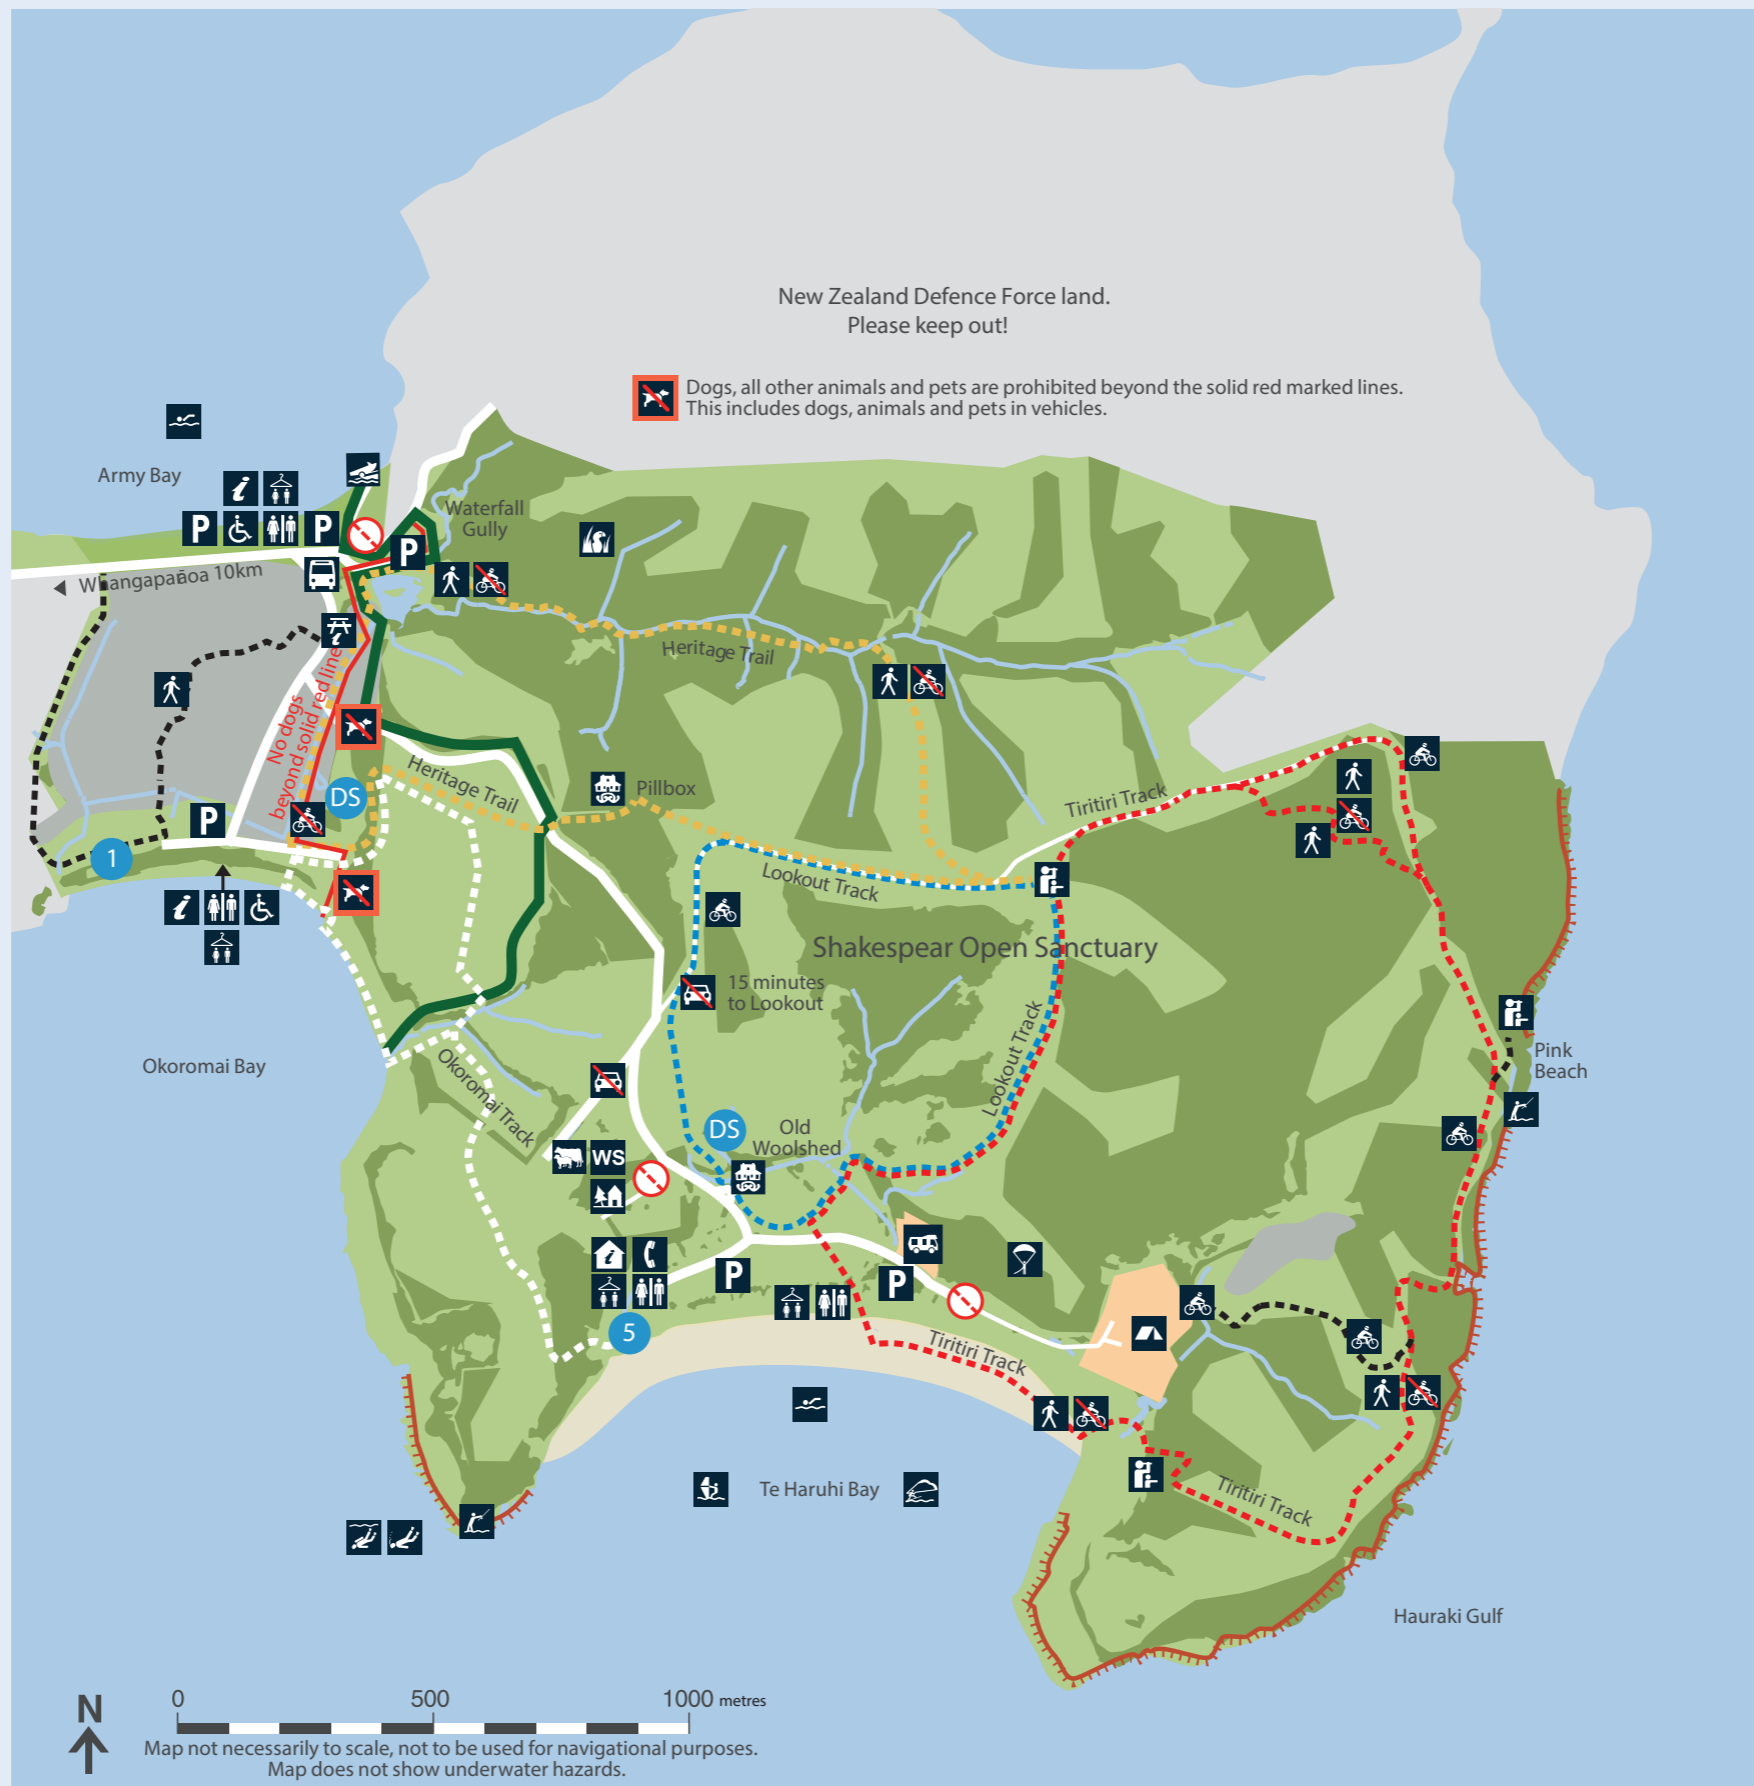 New Zealand Defence Force land.
Please keep out!
Dogs, all other animals and pets are prohibited beyond the solid red marked lines.
This includes dogs, animals and pets in vehicles.
Army Bay
P
P
P
Waterfall
Gully
Whangaparāoa 10km
Heritage Trail
No dogs
beyond solid red line
DS
Heritage Trail
Pillbox
Tiritiri Track
P
1
Lookout Track
Shakespear Open Sanctuary
15 minutes
to Lookout
Lookout Track
Okoromai Bay
Okoromai Track
Pink
Beach
DS
Old
Woolshed
WS
P
P
5
Tiritiri Track
Te Haruhi Bay
Tiritiri Track
Hauraki Gulf
N
0 500 1000 metres
Map not necessarily to scale, not to be used for navigational purposes.
Map does not show underwater hazards.